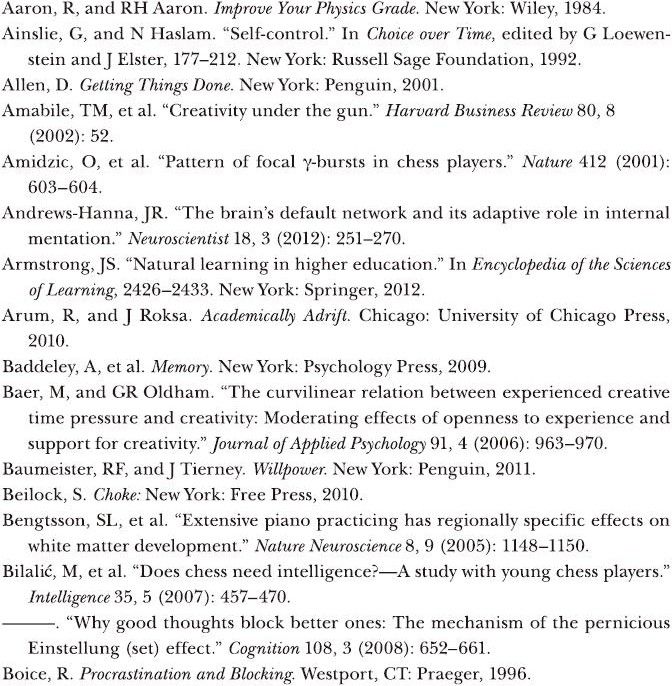 Aaron, R, and RH Aaron. Improve Your Physics Grade. New York: Wiley, 1984.
Ainslie, G, and N Haslam. “Self-control.” In Choice over Time, edited by G Loewen-
stein and J Elster, 177–212. New York: Russell Sage Foundation, 1992.
Allen, D. Getting Things Done. New York: Penguin, 2001.
Amabile, TM, et al. “Creativity under the gun.” Harvard Business Review 80, 8
(2002): 52.
Amidzic, O, et al. “Pattern of focal γ-bursts in chess players.” Nature 412 (2001):
603–604.
Andrews-Hanna, JR. “The brain’s default network and its adaptive role in internal
mentation.” Neuroscientist 18, 3 (2012): 251–270.
Armstrong, JS. “Natural learning in higher education.” In Encyclopedia of the Sciences
of Learning, 2426–2433. New York: Springer, 2012.
Arum, R, and J Roksa. Academically Adrift. Chicago: University of Chicago Press,
2010.
Baddeley, A, et al. Memory. New York: Psychology Press, 2009.
Baer, M, and GR Oldham. “The curvilinear relation between experienced creative
time pressure and creativity: Moderating effects of openness to experience and
support for creativity.” Journal of Applied Psychology 91, 4 (2006): 963–970.
Baumeister, RF, and J Tierney. Willpower. New York: Penguin, 2011.
Beilock, S. Choke: New York: Free Press, 2010.
Bengtsson, SL, et al. “Extensive piano practicing has regionally specific effects on
white matter development.” Nature Neuroscience 8, 9 (2005): 1148–1150.
Bilalić, M, et al. “Does chess need intelligence?—A study with young chess players.”
Intelligence 35, 5 (2007): 457–470.
———. “Why good thoughts block better ones: The mechanism of the pernicious
Einstellung (set) effect.” Cognition 108, 3 (2008): 652–661.
Boice, R. Procrastination and Blocking. Westport, CT: Praeger, 1996.